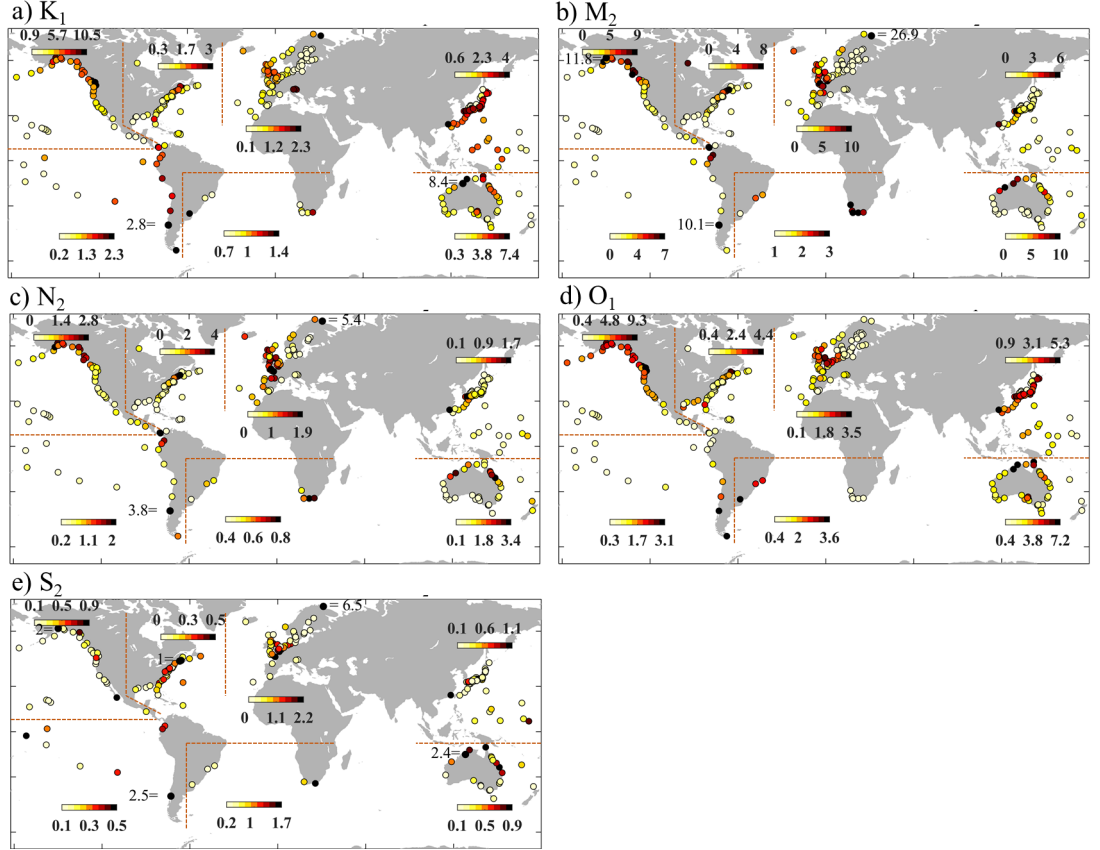 a) K1
0.9 5.7 10.5
0.3 1.7 3
0.6 2.3 4
0.1 1.2 2.3
8.4=
2.8=
0.2 1.3 2.3
0.7 1 1.4
0.3 3.8 7.4
b) M2
0 5 9
0 4 8
= 26.9
11.8=
0 3 6
0 5 10
10.1=
0 4 7
1 2 3
0 5 10
c) N2
0 1.4 2.8
0 2 4
= 5.4
0.1 0.9 1.7
0 1 1.9
3.8=
0.2 1.1 2
0.4 0.6 0.8
0.1 1.8 3.4
d) O1
0.4 4.8 9.3
0.4 2.4 4.4
0.9 3.1 5.3
0.1 1.8 3.5
0.3 1.7 3.1
0.4 2 3.6
0.4 3.8 7.2
e) S2
0.1 0.5 0.9
0 0.3 0.5
= 6.5
2=
1=
0.1 0.6 1.1
0 1.1 2.2
2.4=
2.5=
0.1 0.3 0.5
0.2 1 1.7
0.1 0.5 0.9